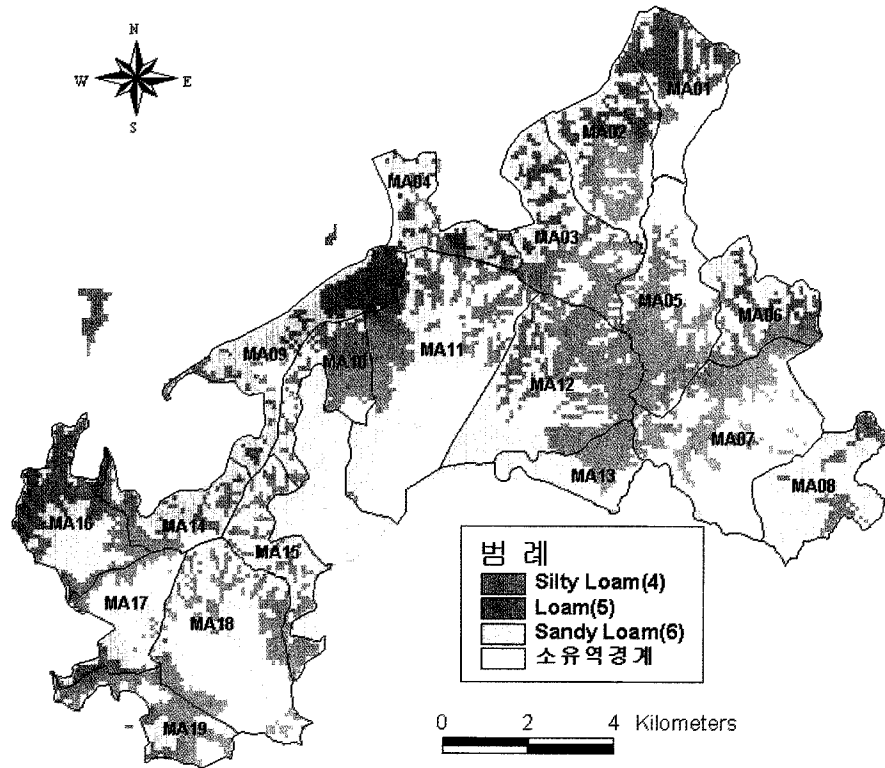 N
W E
S
MA01
MA02
MA04
MA03
MA05
MA06
MA09
MA10
MA11
MA12
MA07
MA13
MA08
MA16
MA14
MA15
MA17
MA18
MA19
범 례
Silty Loam(4)
Loam(5)
Sandy Loam(6)
소유역경계
0 2 4 Kilometers